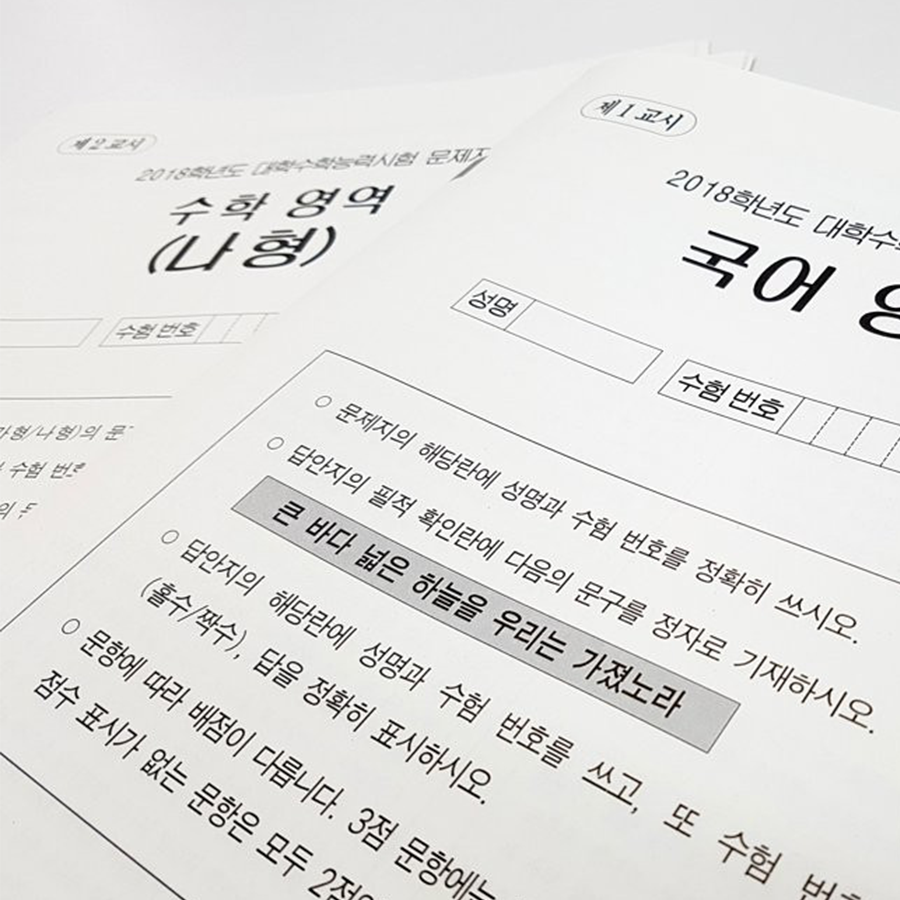 제2교시
2018학년도 대학수학능력시험 문제지
수학 영역
(나형)
수험 번호
가형/나형)의 문
수험 번호
의
제1교시
2018학년도 대학수
국어
성명
수험 번호
○ 문제지의 해당란에 성명과 수험 번호를 정확히 쓰시오.
○ 답안지의 필적 확인란에 다음의 문구를 정자로 기재하시오.
큰 바다 넓은 하늘을 우리는 가졌노라
○ 답안지의 해당란에 성명과 수험 번호를 쓰고, 또 수험 번
(홀수/짝수), 답을 정확히 표시하시오.
○ 문항에 따라 배점이 다릅니다. 3점 문항에는
점수 표시가 없는 문항은 모두 2점